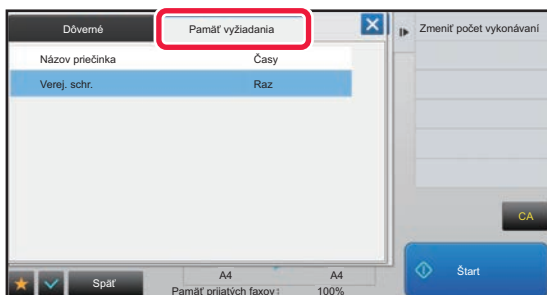 Dôverné
Pamäť vyžiadania
Zmeniť počet vykonávaní
Názov priečinka
Časy
Verej. schr.
Raz
CA
Späť
A4
A4
Štart
Pamäť prijatých faxov:
100%